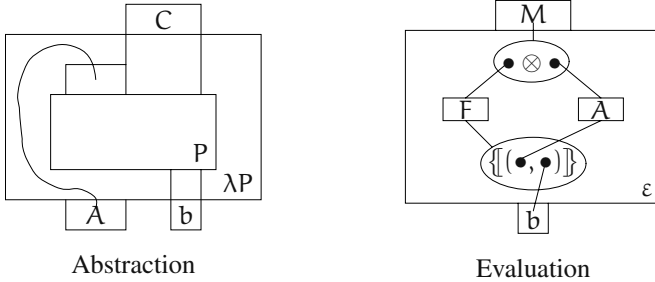 C
P
λP
A b
Abstraction
M
⊗
F A
{[( , )]}
ε
b
Evaluation